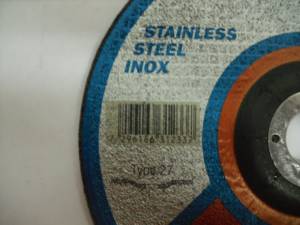 STAINLESS
STEEL
INOX
Type 27